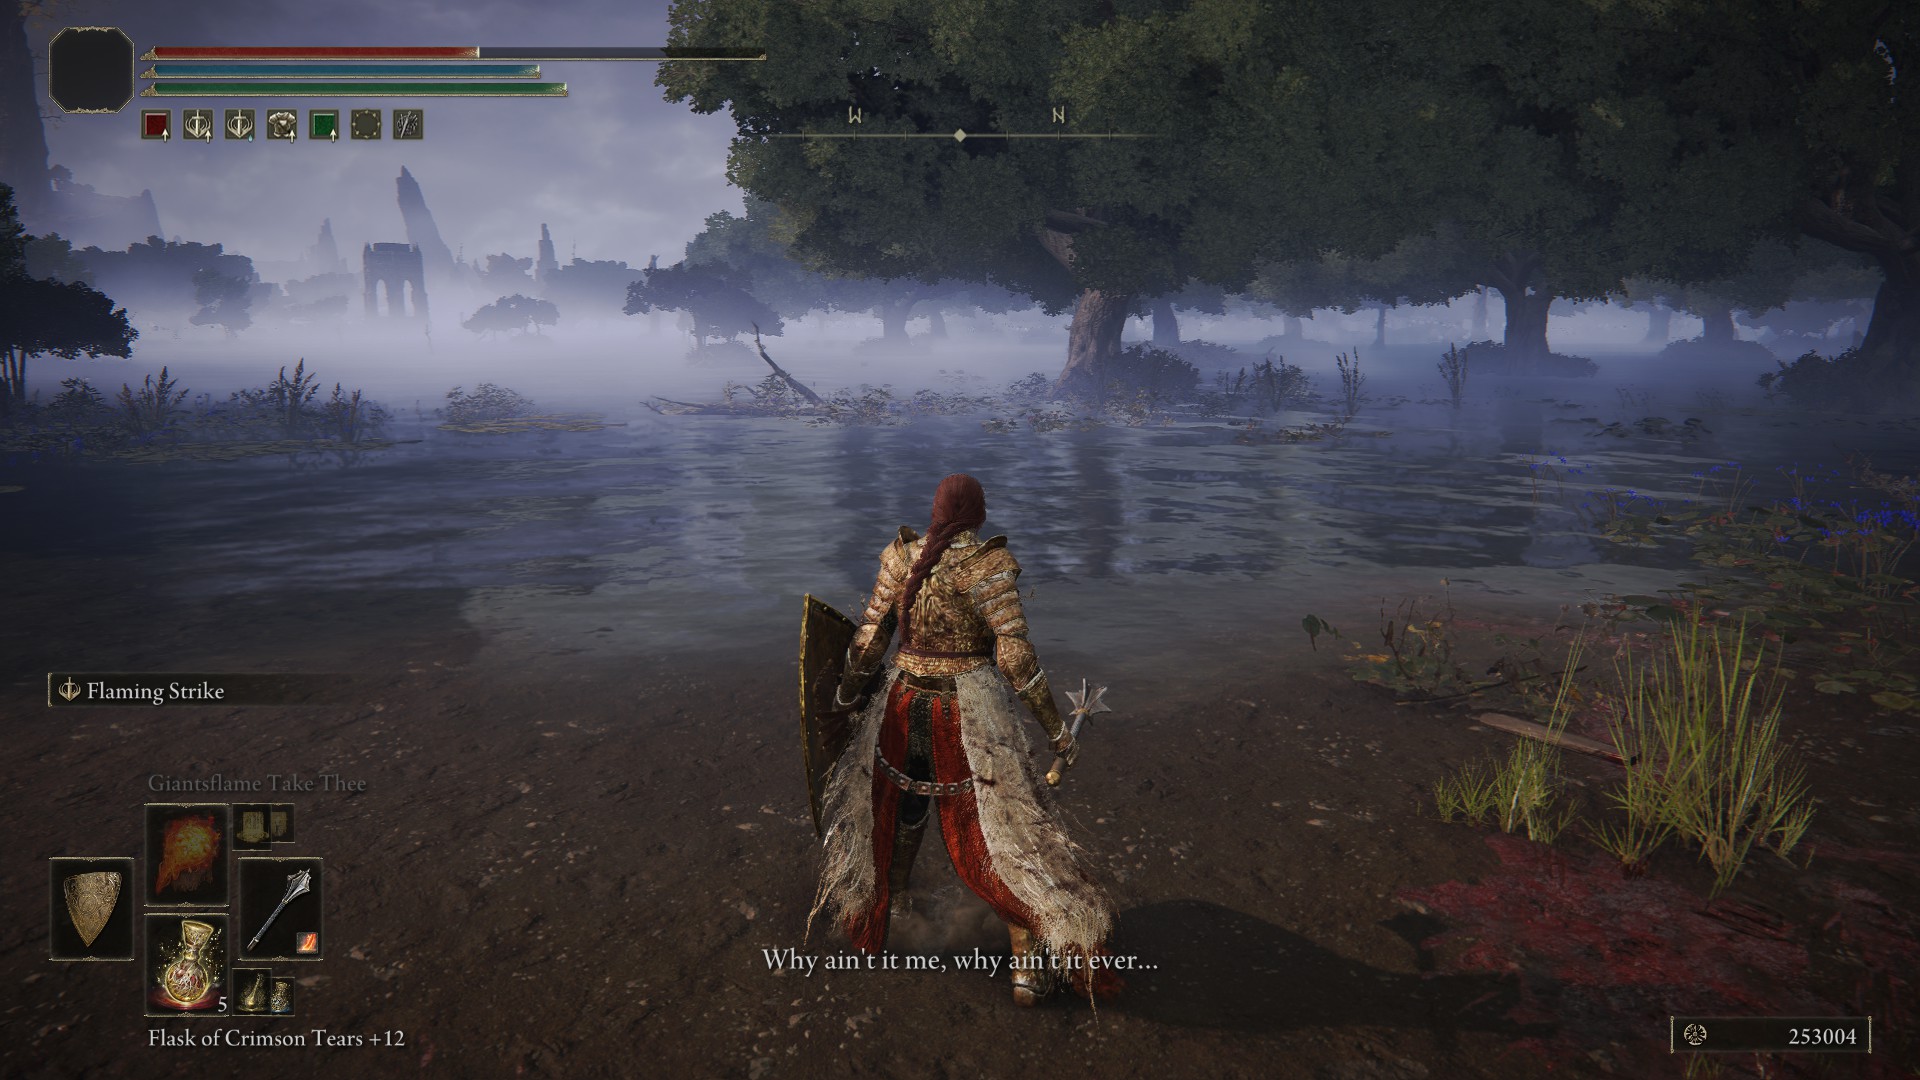 W N
Flaming Strike
Giantsflame Take Thee
5
Flask of Crimson Tears +12
Why ain't it me, why ain't it ever...
253004